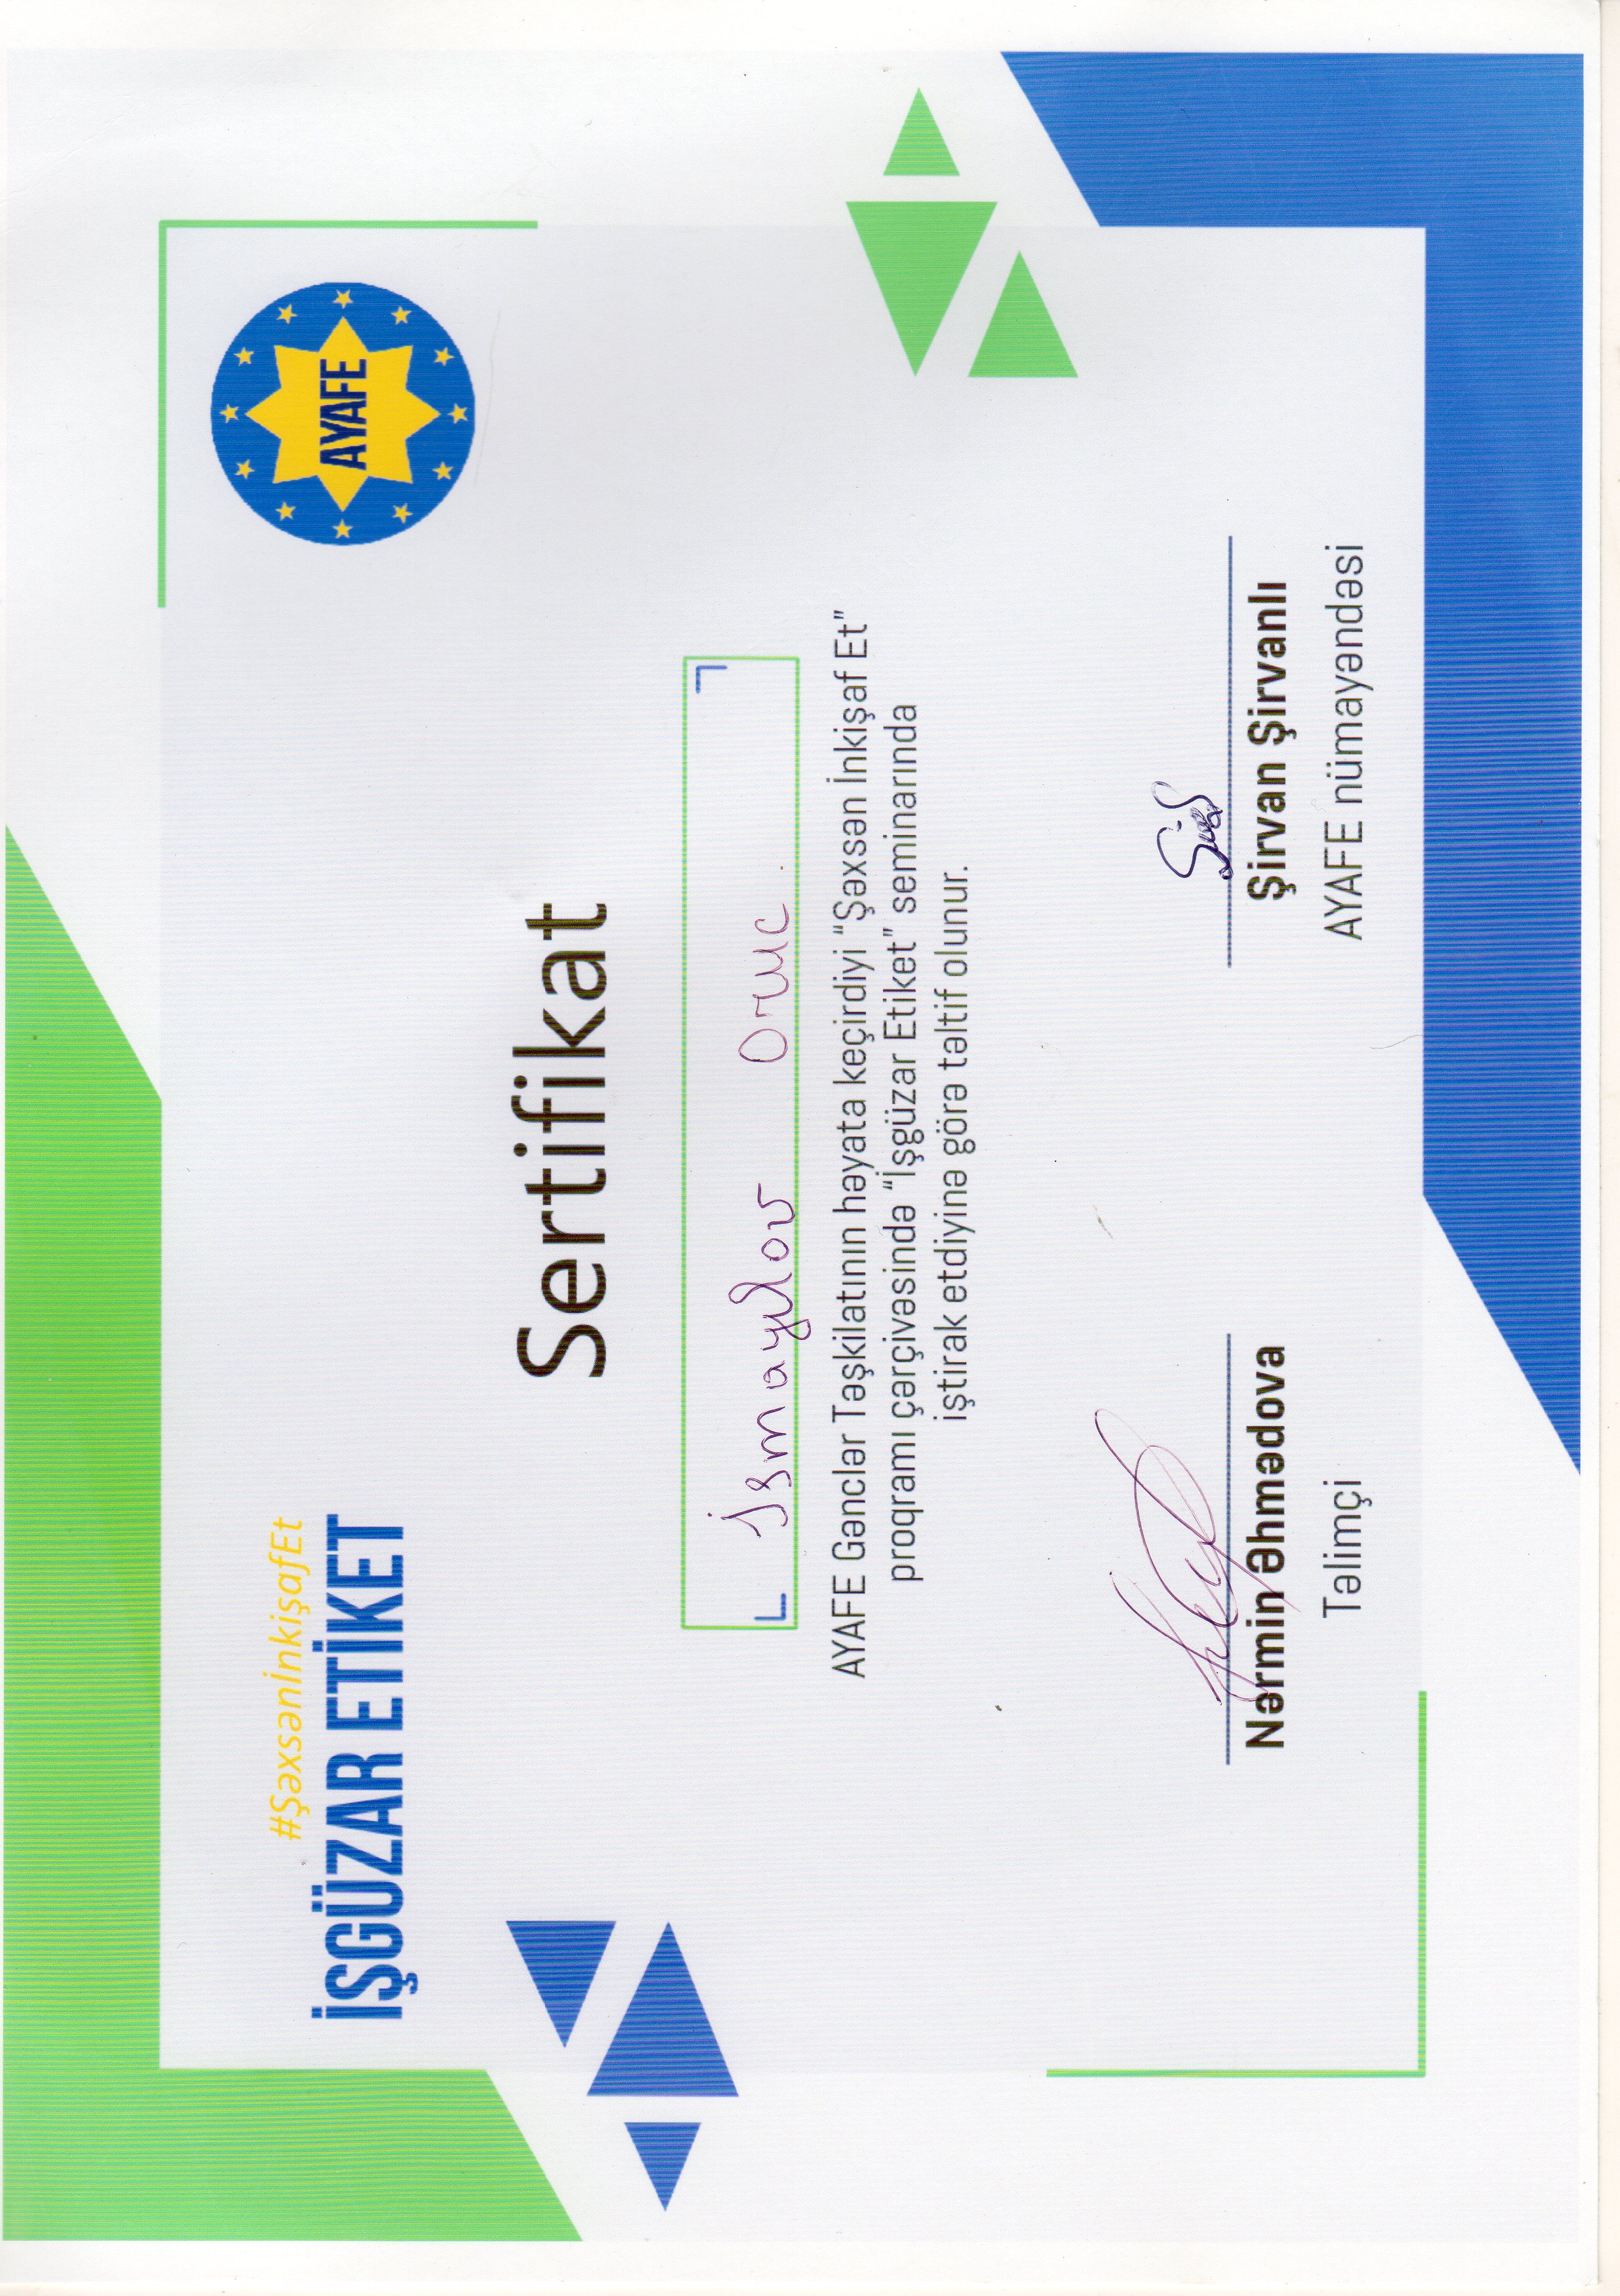 #ŞəxsənİnkişafEt
İŞGÜZAR ETİKET
AYAFE
Sertifikat
İsmayılov Oruc
AYAFE Gənclər Təşkilatının həyata keçirdiyi "Şəxsən İnkişaf Et"
proqramı çərçivəsində "İşgüzar Etiket" seminarında
iştirak etdiyinə görə təltif olunur.
Nərmin Əhmədova
Təlimçi
Şirvan Şirvanlı
AYAFE nümayəndəsi